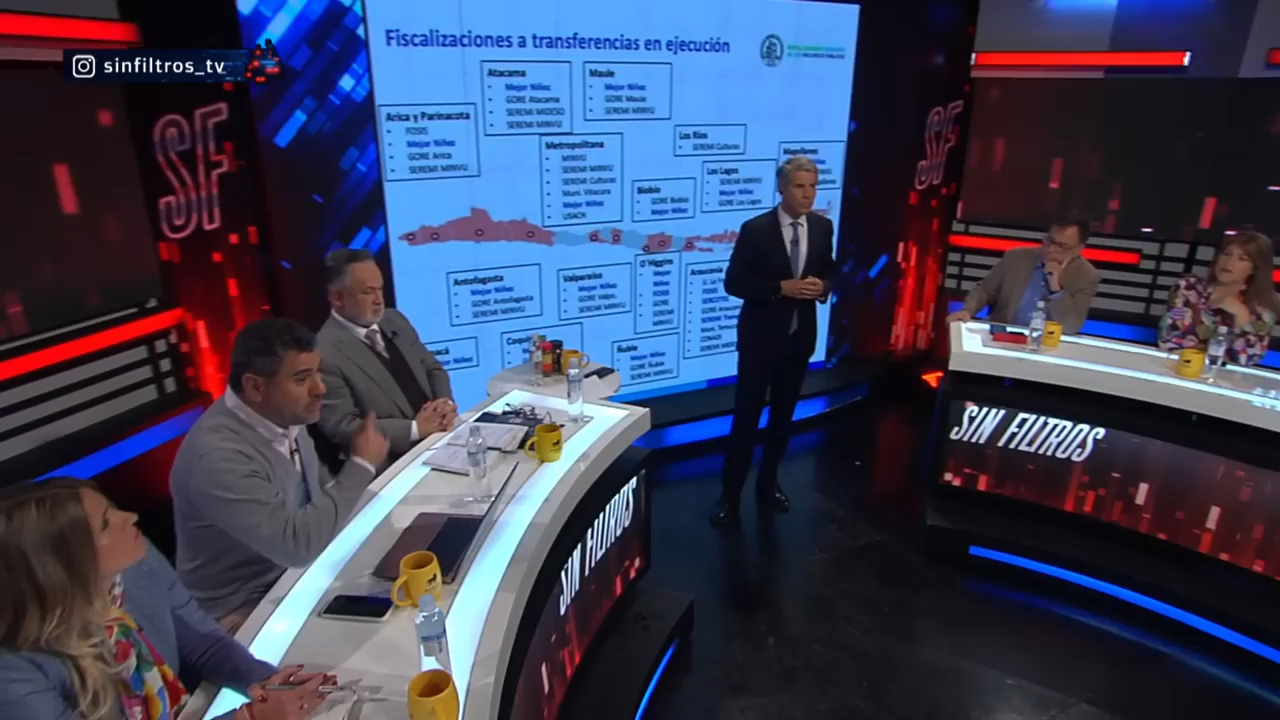 sinfiltros_tv
Fiscalizaciones a transferencias en ejecución
Atacama
• Mejor Niñez
• GORE Atacama
• SEREMI MIDESO
• SEREMI MINVU
Maule
• Mejor Niñez
• GORE Maule
• SEREMI MINVU
Arica y Parinacota
• FOSIS
• Mejor Niñez
• GORE Arica
• SEREMI MINVU
Metropolitana
• MINVU
• SEREMI MINVU
• SEREMI Culturas
• Muni. Vitacura
• Mejor Niñez
• USACH
Los Ríos
• SEREMI Culturas
Biobío
• GORE Biobío
• Mejor Niñez
Los Lagos
• SEREMI MINVU
• Mejor Niñez
• GORE Los Lagos
Magallanes
Antofagasta
• Mejor Niñez
• GORE Antofagasta
• SEREMI MINVU
Valparaíso
• Mejor Niñez
• GORE Valpo.
• SEREMI MINVU
O'Higgins
• Mejor
Niñez
• FOSIS
• GORE
• SEREMI
MINVU
Araucanía
Ñuble
• Mejor Niñez
• GORE Ñuble
• SEREMI MINVU
SF
SF
SIN FILTROS
SIN FILTROS